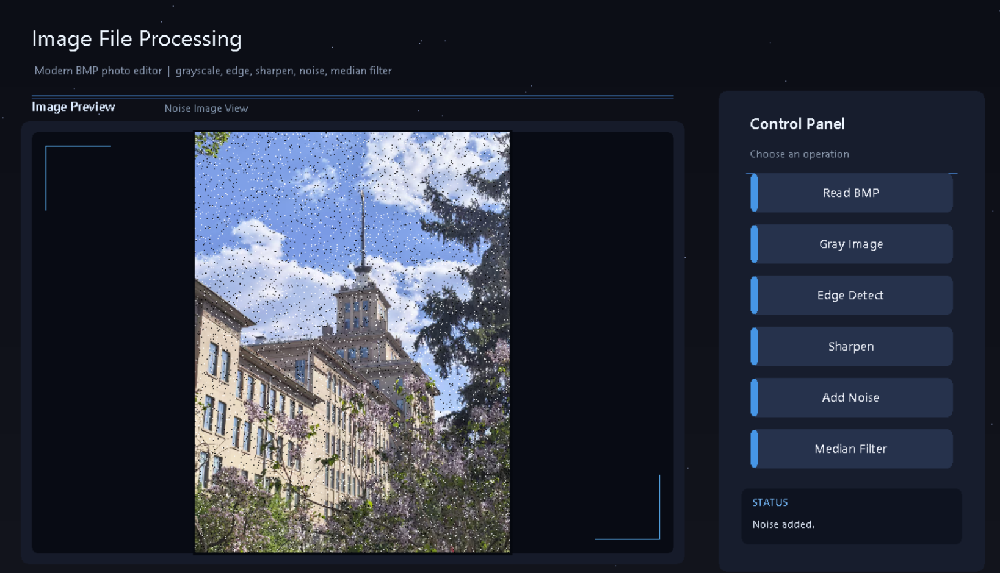 Image File Processing
Modern BMP photo editor | grayscale, edge, sharpen, noise, median filter
Image Preview
Noise Image View
Control Panel
Choose an operation
Read BMP
Gray Image
Edge Detect
Sharpen
Add Noise
Median Filter
STATUS
Noise added.